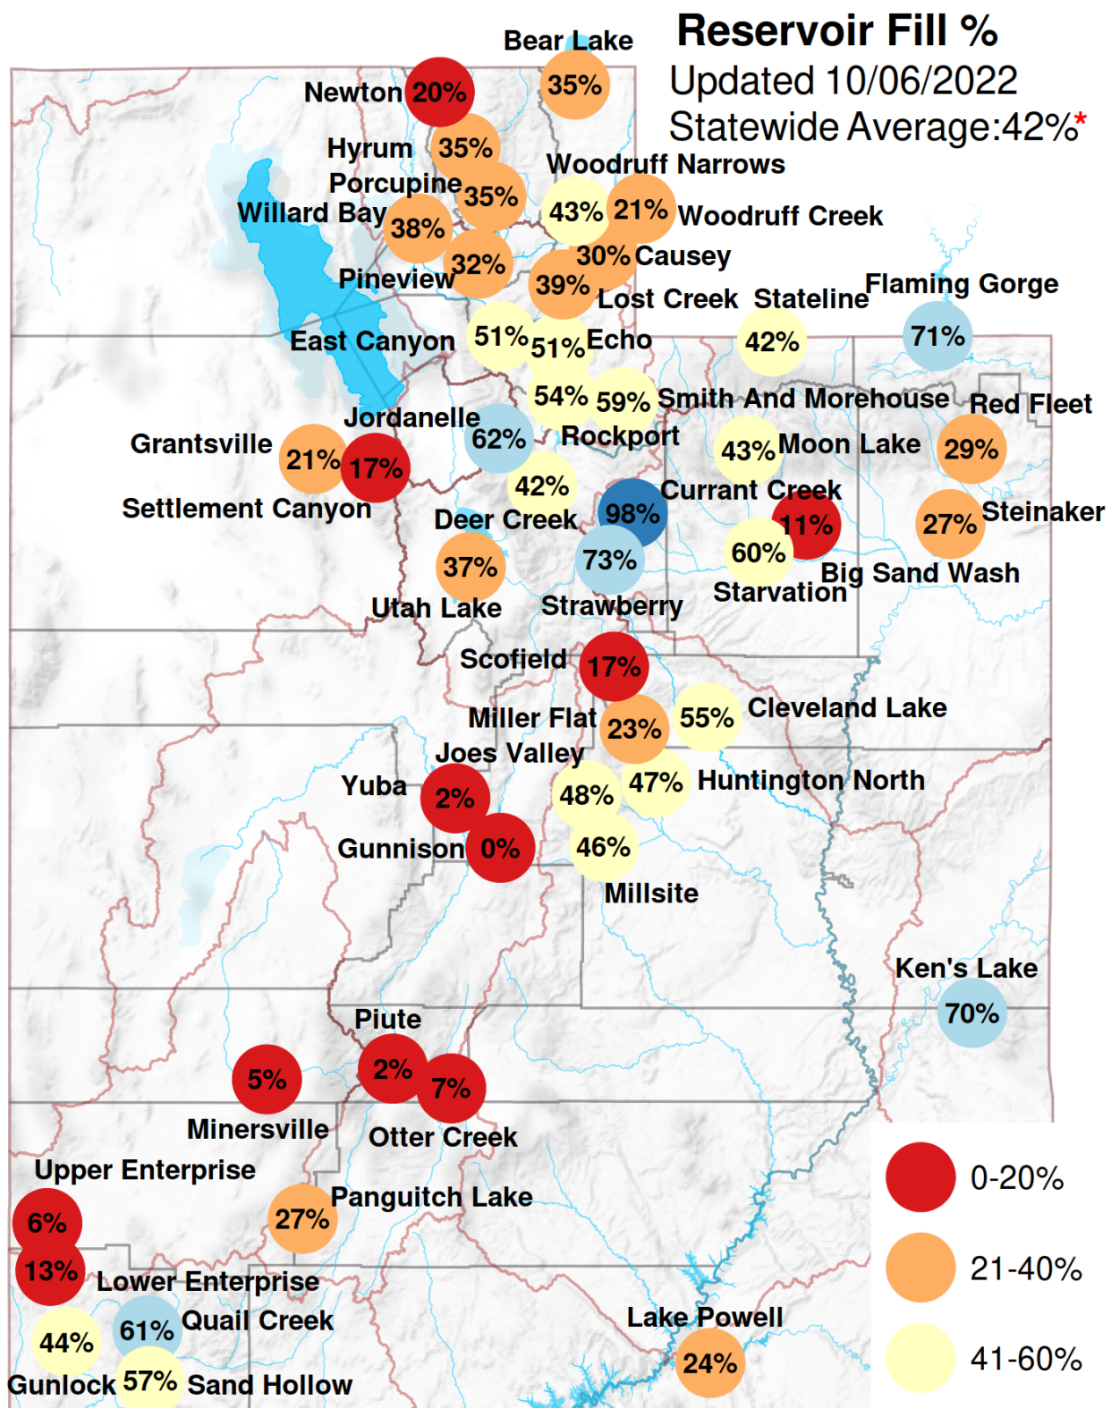 Reservoir Fill %
Updated 10/06/2022
Statewide Average:42%*
Bear Lake
35%
Newton 20%
Hyrum 35%
Porcupine 35%
Woodruff Narrows
43%
21% Woodruff Creek
Willard Bay 38%
30% Causey
Pineview 32%
39% Lost Creek
Stateline
42%
Flaming Gorge
71%
East Canyon 51%
51% Echo
54%
Rockport
59% Smith And Morehouse
Jordanelle
62%
Red Fleet
29%
Grantsville 21%
17%
Settlement Canyon
43% Moon Lake
42%
Deer Creek
Currant Creek
98%
11%
Big Sand Wash
27% Steinaker
60%
Starvation
37%
Utah Lake
73%
Strawberry
Scofield 17%
Miller Flat 23%
55% Cleveland Lake
Joes Valley
48%
47% Huntington North
Yuba 2%
Gunnison 0%
46%
Millsite
Ken's Lake
70%
Piute
2%
7%
Otter Creek
5%
Minersville
Upper Enterprise
6%
Panguitch Lake
27%
13%
Lower Enterprise
61% Quail Creek
44%
Gunlock
57% Sand Hollow
Lake Powell
24%
0-20%
21-40%
41-60%